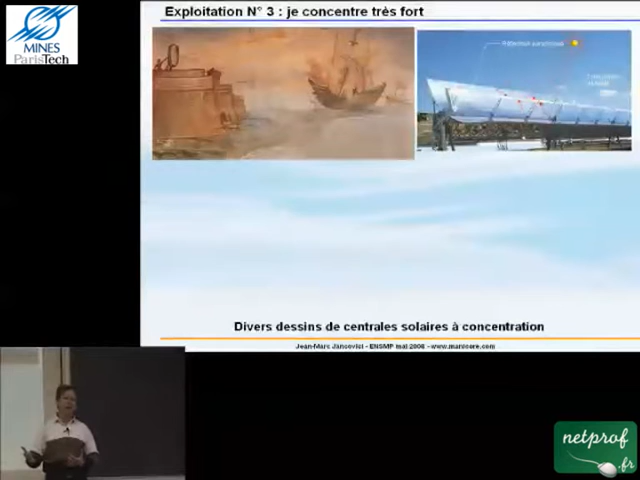 Exploitation N° 3 : je concentre très fort
MINES
ParisTech
Divers dessins de centrales solaires à concentration
Jean-Marc Jancovici - ENSMP mai 2008 - www.manicore.com
netprof
.fr